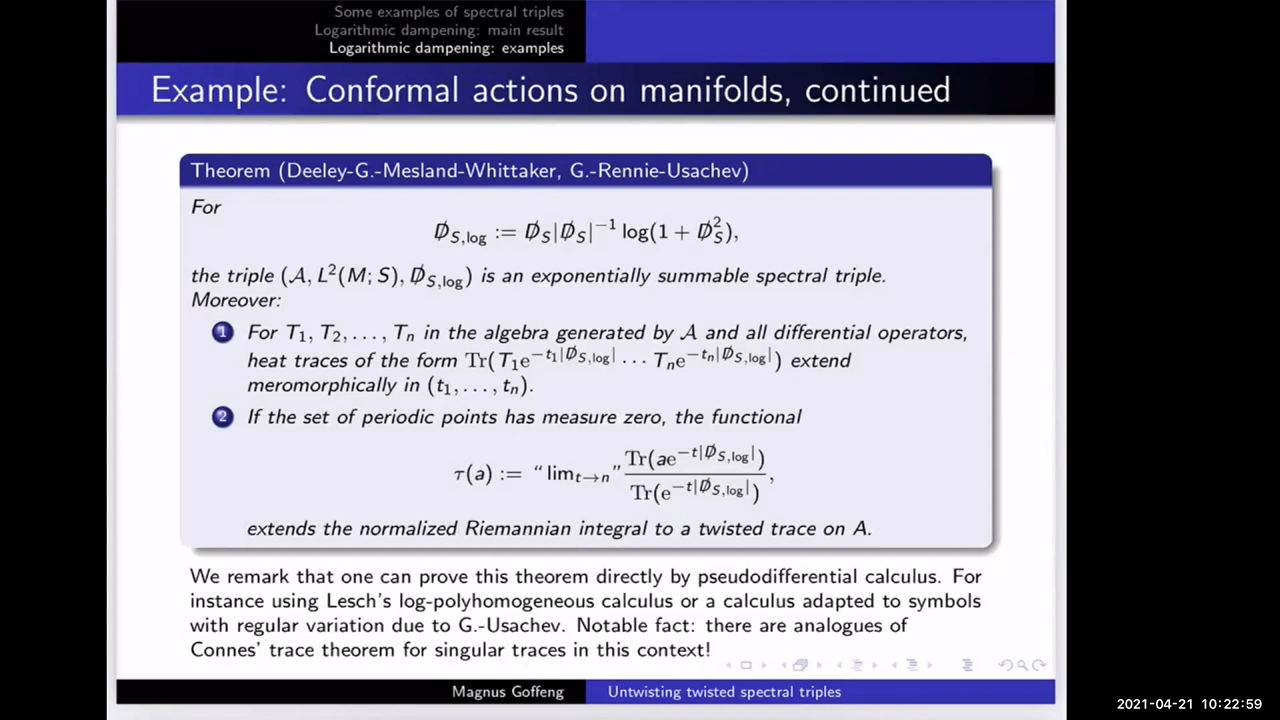 Some examples of spectral triples
Logarithmic dampening: main result
Logarithmic dampening: examples
Example: Conformal actions on manifolds, continued
Theorem (Deeley-G.-Mesland-Whittaker, G.-Rennie-Usachev)
For
D̸_{S,log} := D̸_S|D̸_S|^{−1} log(1 + D̸_S^2),
the triple (𝒜, L^2(M; S), D̸_{S,log}) is an exponentially summable spectral triple.
Moreover:
1 For T_1, T_2, . . . , T_n in the algebra generated by 𝒜 and all differential operators,
heat traces of the form Tr(T_1e^{−t_1|D̸_{S,log}|} · · · T_ne^{−t_n|D̸_{S,log}|}) extend
meromorphically in (t_1, . . . , t_n).
2 If the set of periodic points has measure zero, the functional
τ(a) := “ lim_{t→n} ” Tr(ae^{−t|D̸_{S,log}|}) / Tr(e^{−t|D̸_{S,log}|}) ,
extends the normalized Riemannian integral to a twisted trace on A.
We remark that one can prove this theorem directly by pseudodifferential calculus. For
instance using Lesch's log-polyhomogeneous calculus or a calculus adapted to symbols
with regular variation due to G.-Usachev. Notable fact: there are analogues of
Connes' trace theorem for singular traces in this context!
Magnus Goffeng Untwisting twisted spectral triples
2021-04-21 10:22:59